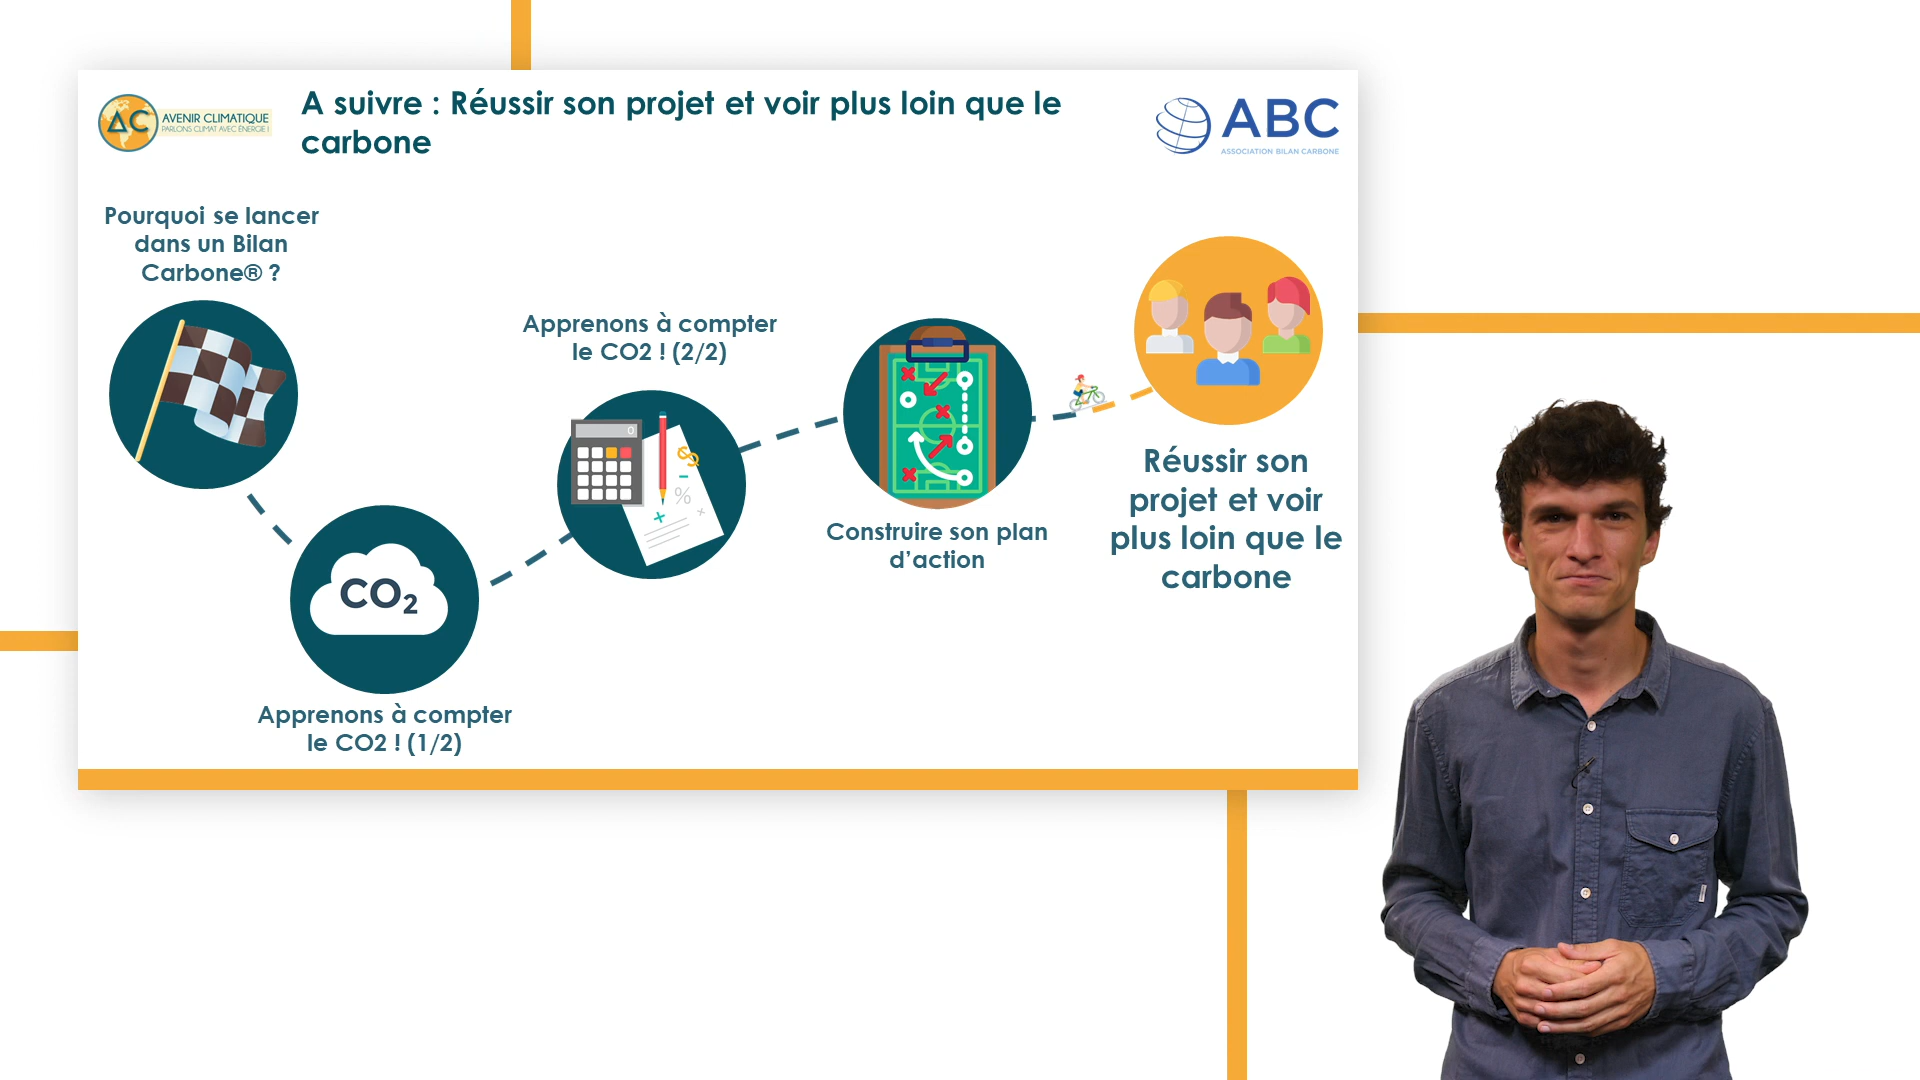 AC
AVENIR CLIMATIQUE
PARLONS CLIMAT AVEC ÉNERGIE !
A suivre : Réussir son projet et voir plus loin que le
carbone
ABC
ASSOCIATION BILAN CARBONE
Pourquoi se lancer
dans un Bilan
Carbone® ?
CO2
Apprenons à compter
le CO2 ! (1/2)
Apprenons à compter
le CO2 ! (2/2)
0
$
%
Construire son plan
d’action
Réussir son
projet et voir
plus loin que le
carbone